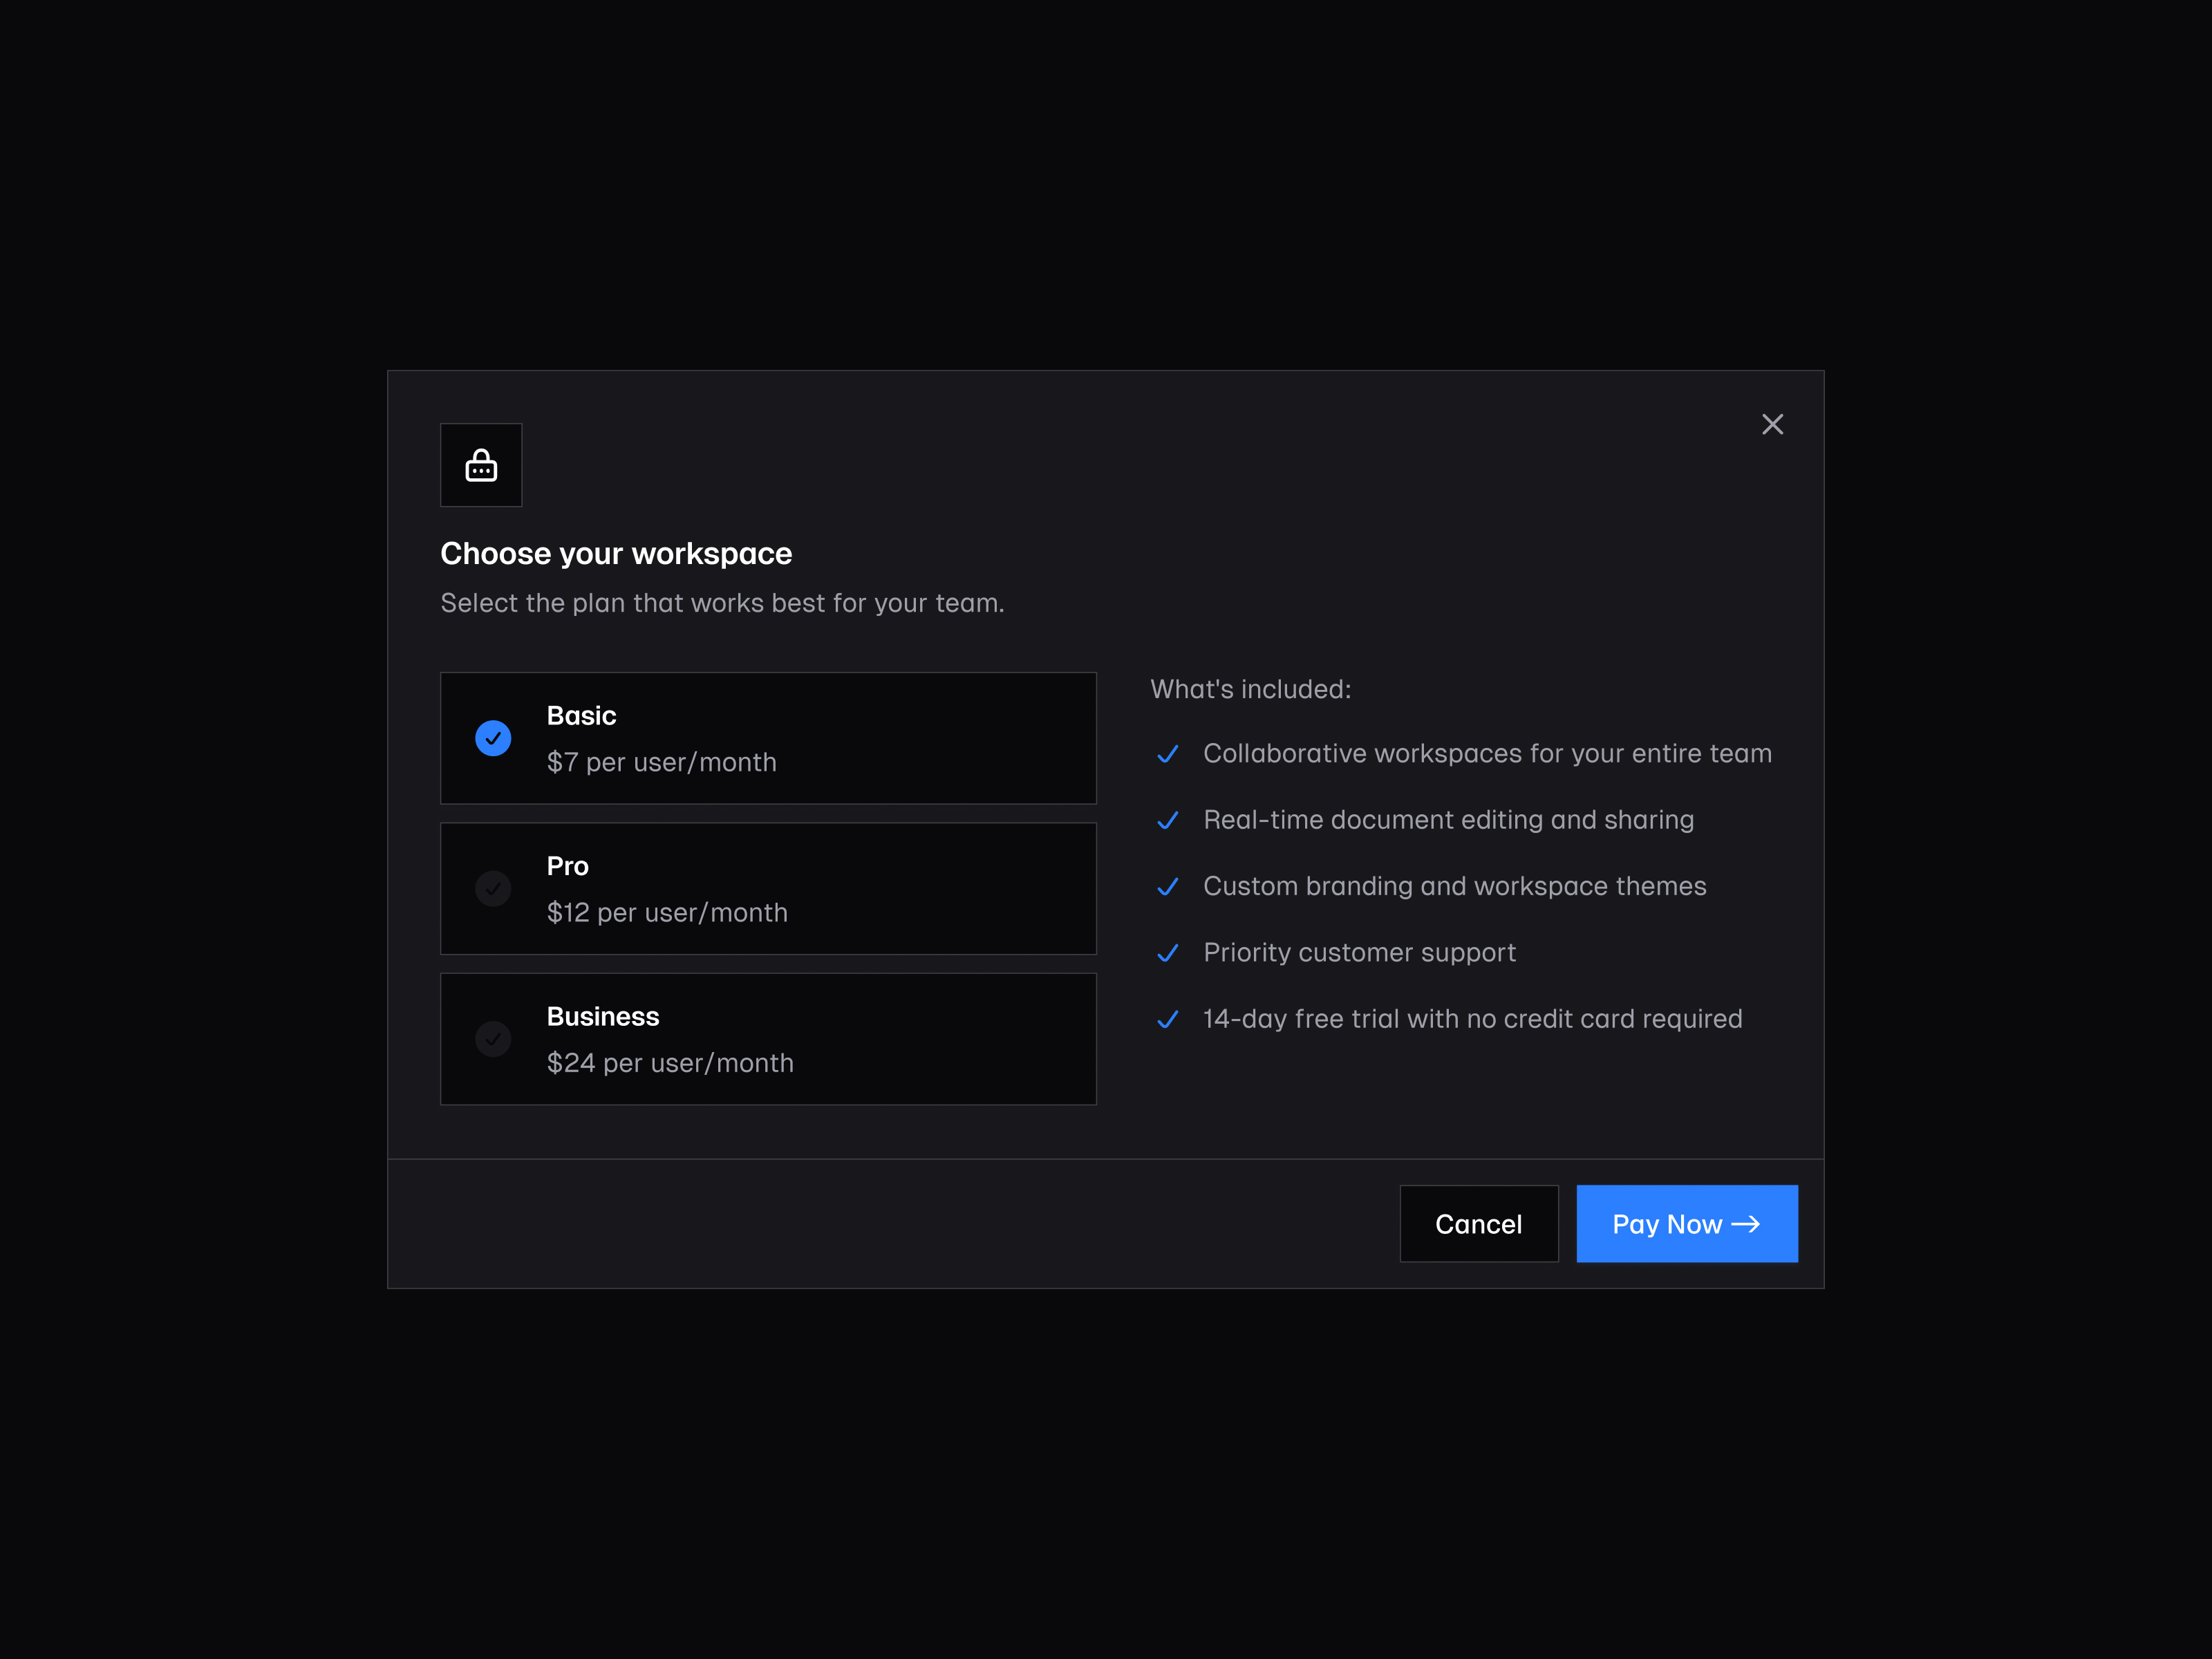 Choose your workspace
Select the plan that works best for your team.
Basic
$7 per user/month
Pro
$12 per user/month
Business
$24 per user/month
What's included:
Collaborative workspaces for your entire team
Real-time document editing and sharing
Custom branding and workspace themes
Priority customer support
14-day free trial with no credit card required
Cancel
Pay Now →